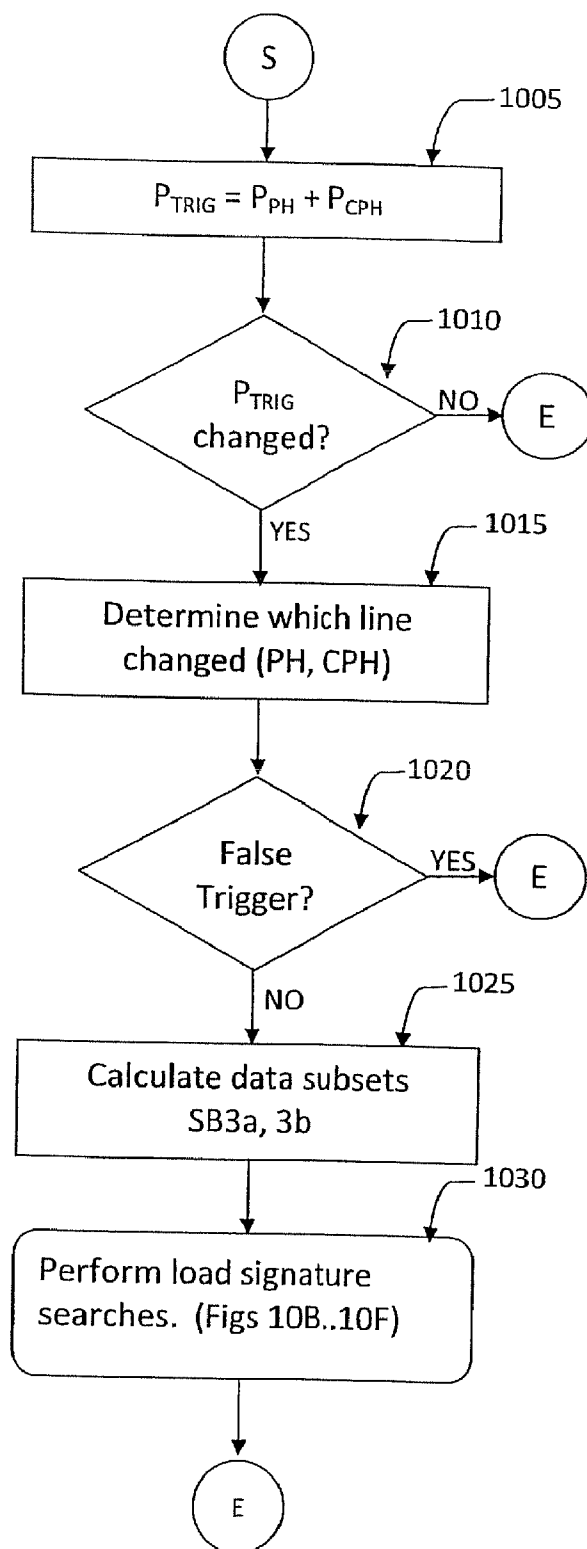 S
1005
P_TRIG = P_PH + P_CPH
1010
P_TRIG
changed?
NO
E
YES
1015
Determine which line
changed (PH, CPH)
1020
False
Trigger?
YES
E
NO
1025
Calculate data subsets
SB3a, 3b
1030
Perform load signature
searches. (Figs 10B..10F)
E